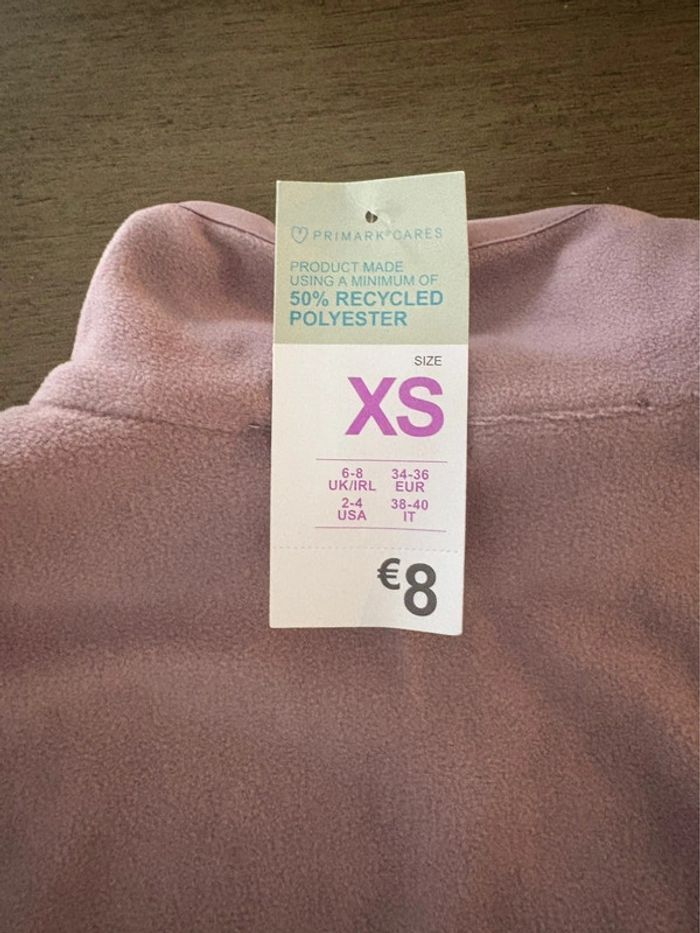 PRIMARK®CARES
PRODUCT MADE
USING A MINIMUM OF
50% RECYCLED
POLYESTER
SIZE
XS
6-8 34-36
UK/IRL EUR
2-4 38-40
USA IT
€8